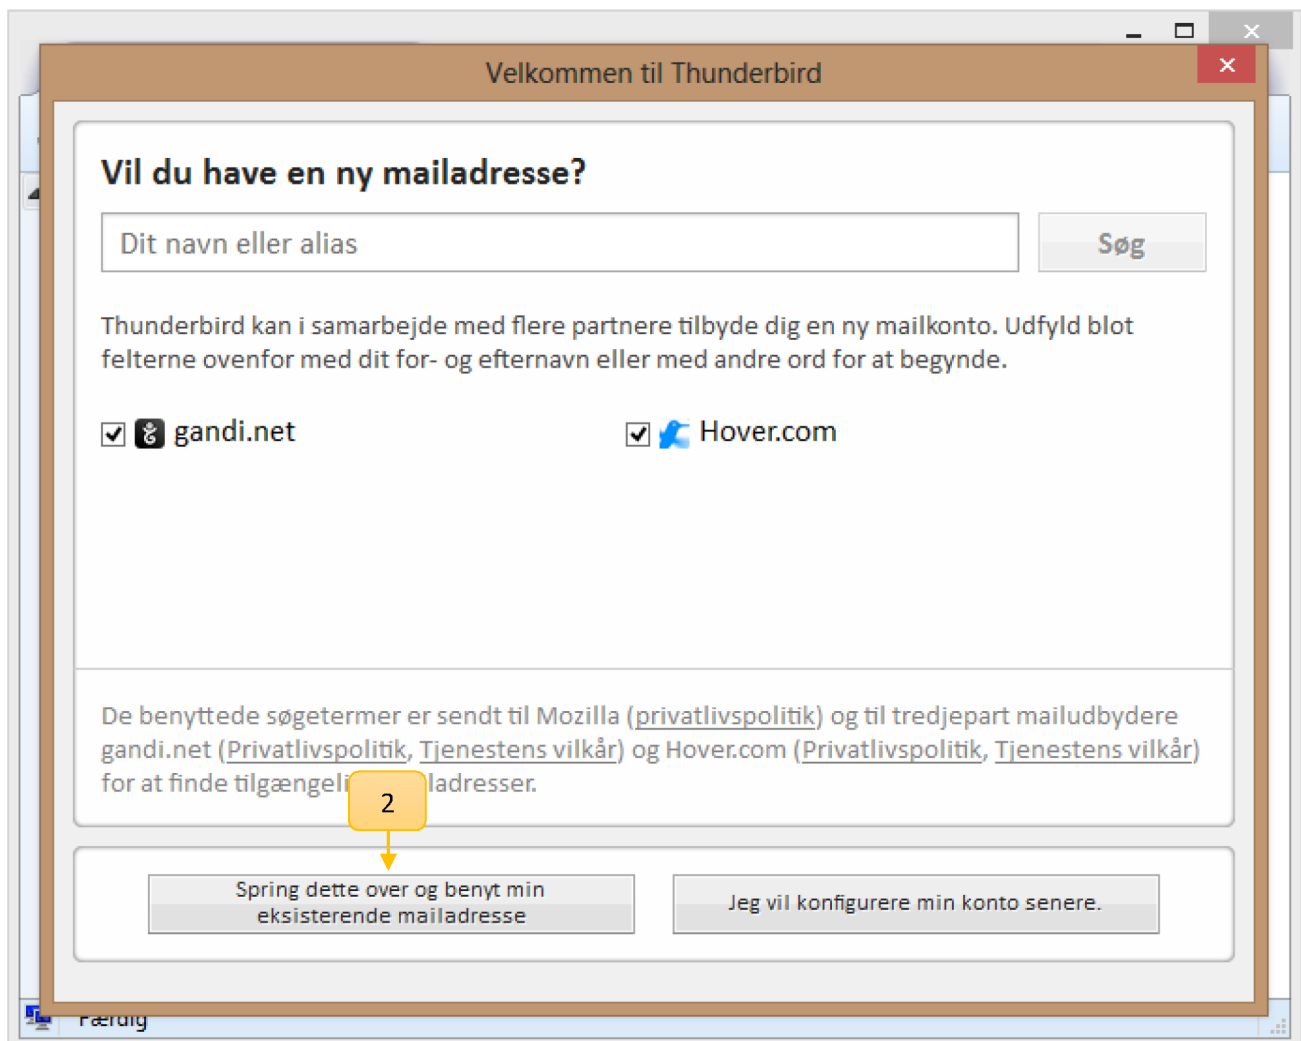 Velkommen til Thunderbird
Vil du have en ny mailadresse?
Dit navn eller alias
Søg
Thunderbird kan i samarbejde med flere partnere tilbyde dig en ny mailkonto. Udfyld blot
felterne ovenfor med dit for- og efternavn eller med andre ord for at begynde.
gandi.net
Hover.com
De benyttede søgetermer er sendt til Mozilla (privatlivspolitik) og til tredjepart mailudbydere
gandi.net (Privatlivspolitik, Tjenestens vilkår) og Hover.com (Privatlivspolitik, Tjenestens vilkår)
for at finde
2
Spring dette over og benyt min
eksisterende mailadresse
Jeg vil konfigurere min konto senere.
Færdig